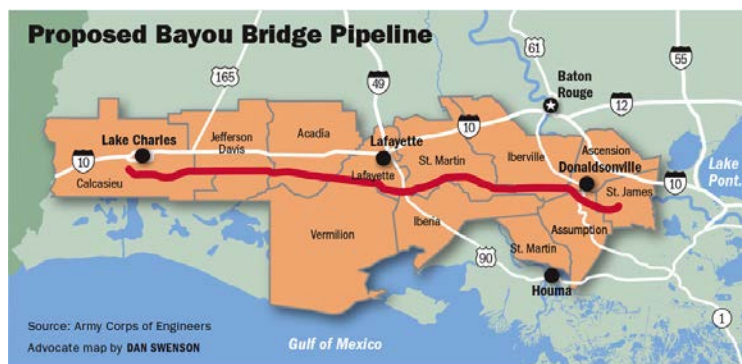 Proposed Bayou Bridge Pipeline
61
55
165
49
Baton
Rouge
12
10
Lake Charles
Jefferson
Davis
Acadia
Lafayette
St. Martin
Iberville
Ascension
Donaldsonville
Lake
Pont.
10
Calcasieu
Lafayette
St. James
10
Vermilion
Iberia
Assumption
St. Martin
90
Houma
Source: Army Corps of Engineers
Advocate map by DAN SWENSON
Gulf of Mexico
1